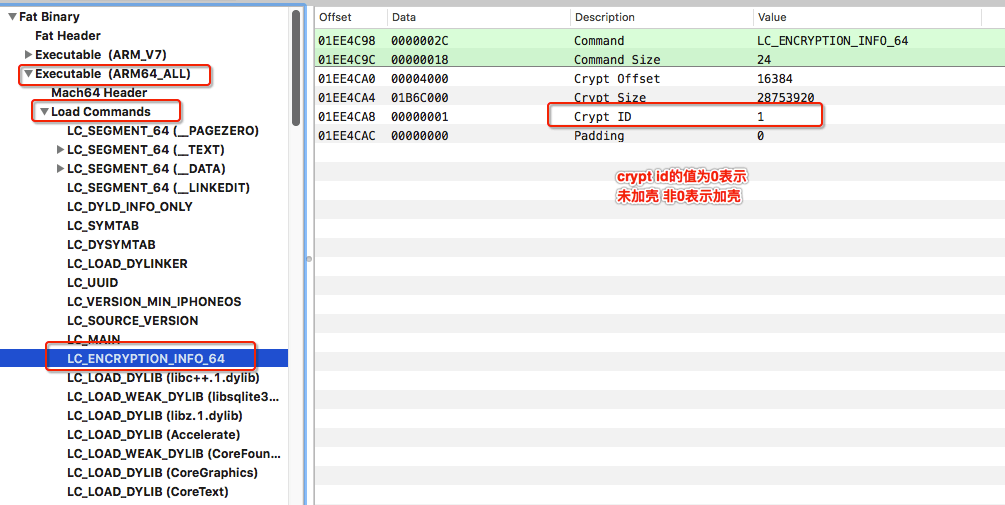 Fat Binary
Fat Header
Executable (ARM_V7)
Executable (ARM64_ALL)
Mach64 Header
Load Commands
LC_SEGMENT_64 (__PAGEZERO)
LC_SEGMENT_64 (__TEXT)
LC_SEGMENT_64 (__DATA)
LC_SEGMENT_64 (__LINKEDIT)
LC_DYLD_INFO_ONLY
LC_SYMTAB
LC_DYSYMTAB
LC_LOAD_DYLINKER
LC_UUID
LC_VERSION_MIN_IPHONEOS
LC_SOURCE_VERSION
LC_MAIN
LC_ENCRYPTION_INFO_64
LC_LOAD_DYLIB (libc++.1.dylib)
LC_LOAD_WEAK_DYLIB (libsqlite3...
LC_LOAD_DYLIB (libz.1.dylib)
LC_LOAD_DYLIB (Accelerate)
LC_LOAD_WEAK_DYLIB (CoreFoun...
LC_LOAD_DYLIB (CoreGraphics)
LC_LOAD_DYLIB (CoreText)
Offset Data Description Value
01EE4C98 0000002C Command LC_ENCRYPTION_INFO_64
01EE4C9C 00000018 Command Size 24
01EE4CA0 00004000 Crypt Offset 16384
01EE4CA4 01B6C000 Crypt Size 28753920
01EE4CA8 00000001 Crypt ID 1
01EE4CAC 00000000 Padding 0
crypt id的值为0表示
未加壳 非0表示加壳